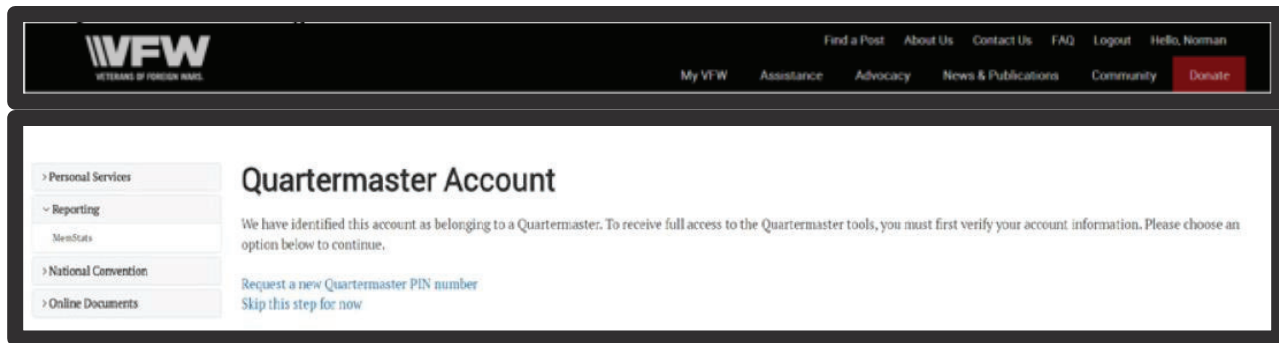 VFW
VETERANS OF FOREIGN WARS.
Find a Post About Us Contact Us FAQ Logout Hello, Norman
My VFW Assistance Advocacy News & Publications Community Donate
> Personal Services
Reporting
MemStats
> National Convention
> Online Documents
Quartermaster Account
We have identified this account as belonging to a Quartermaster. To receive full access to the Quartermaster tools, you must first verify your account information. Please choose an
option below to continue.
Request a new Quartermaster PIN number
Skip this step for now